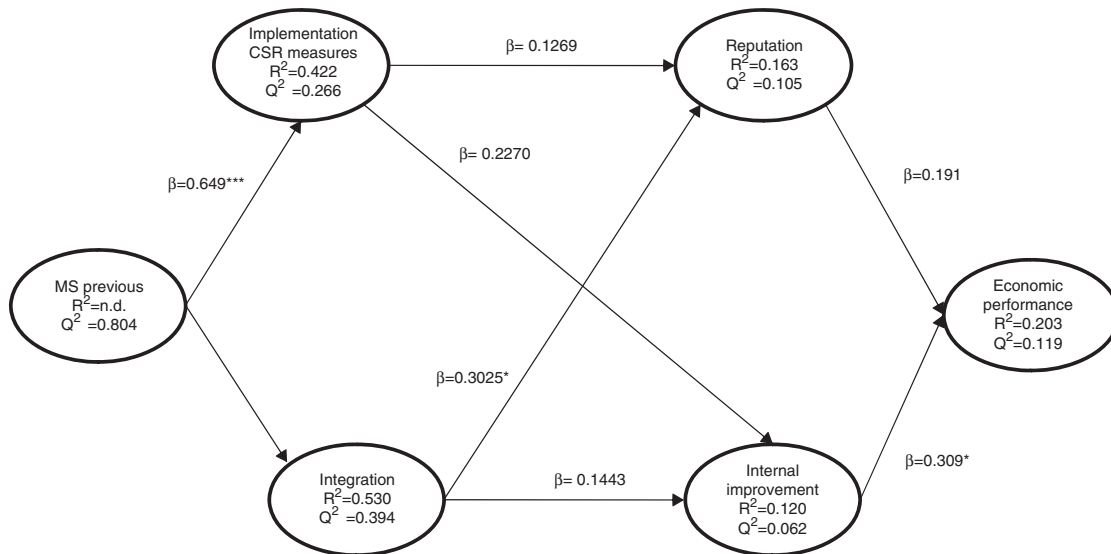 Implementation
CSR measures
R²=0.422
Q² =0.266
β= 0.1269
Reputation
R²=0.163
Q²=0.105
β= 0.2270
β=0.649***
β=0.191
MS previous
R²=n.d.
Q² =0.804
Economic
performance
R²=0.203
Q²=0.119
β=0.3025*
Integration
R²=0.530
Q² =0.394
β= 0.1443
Internal
improvement
R²=0.120
Q²=0.062
β=0.309*